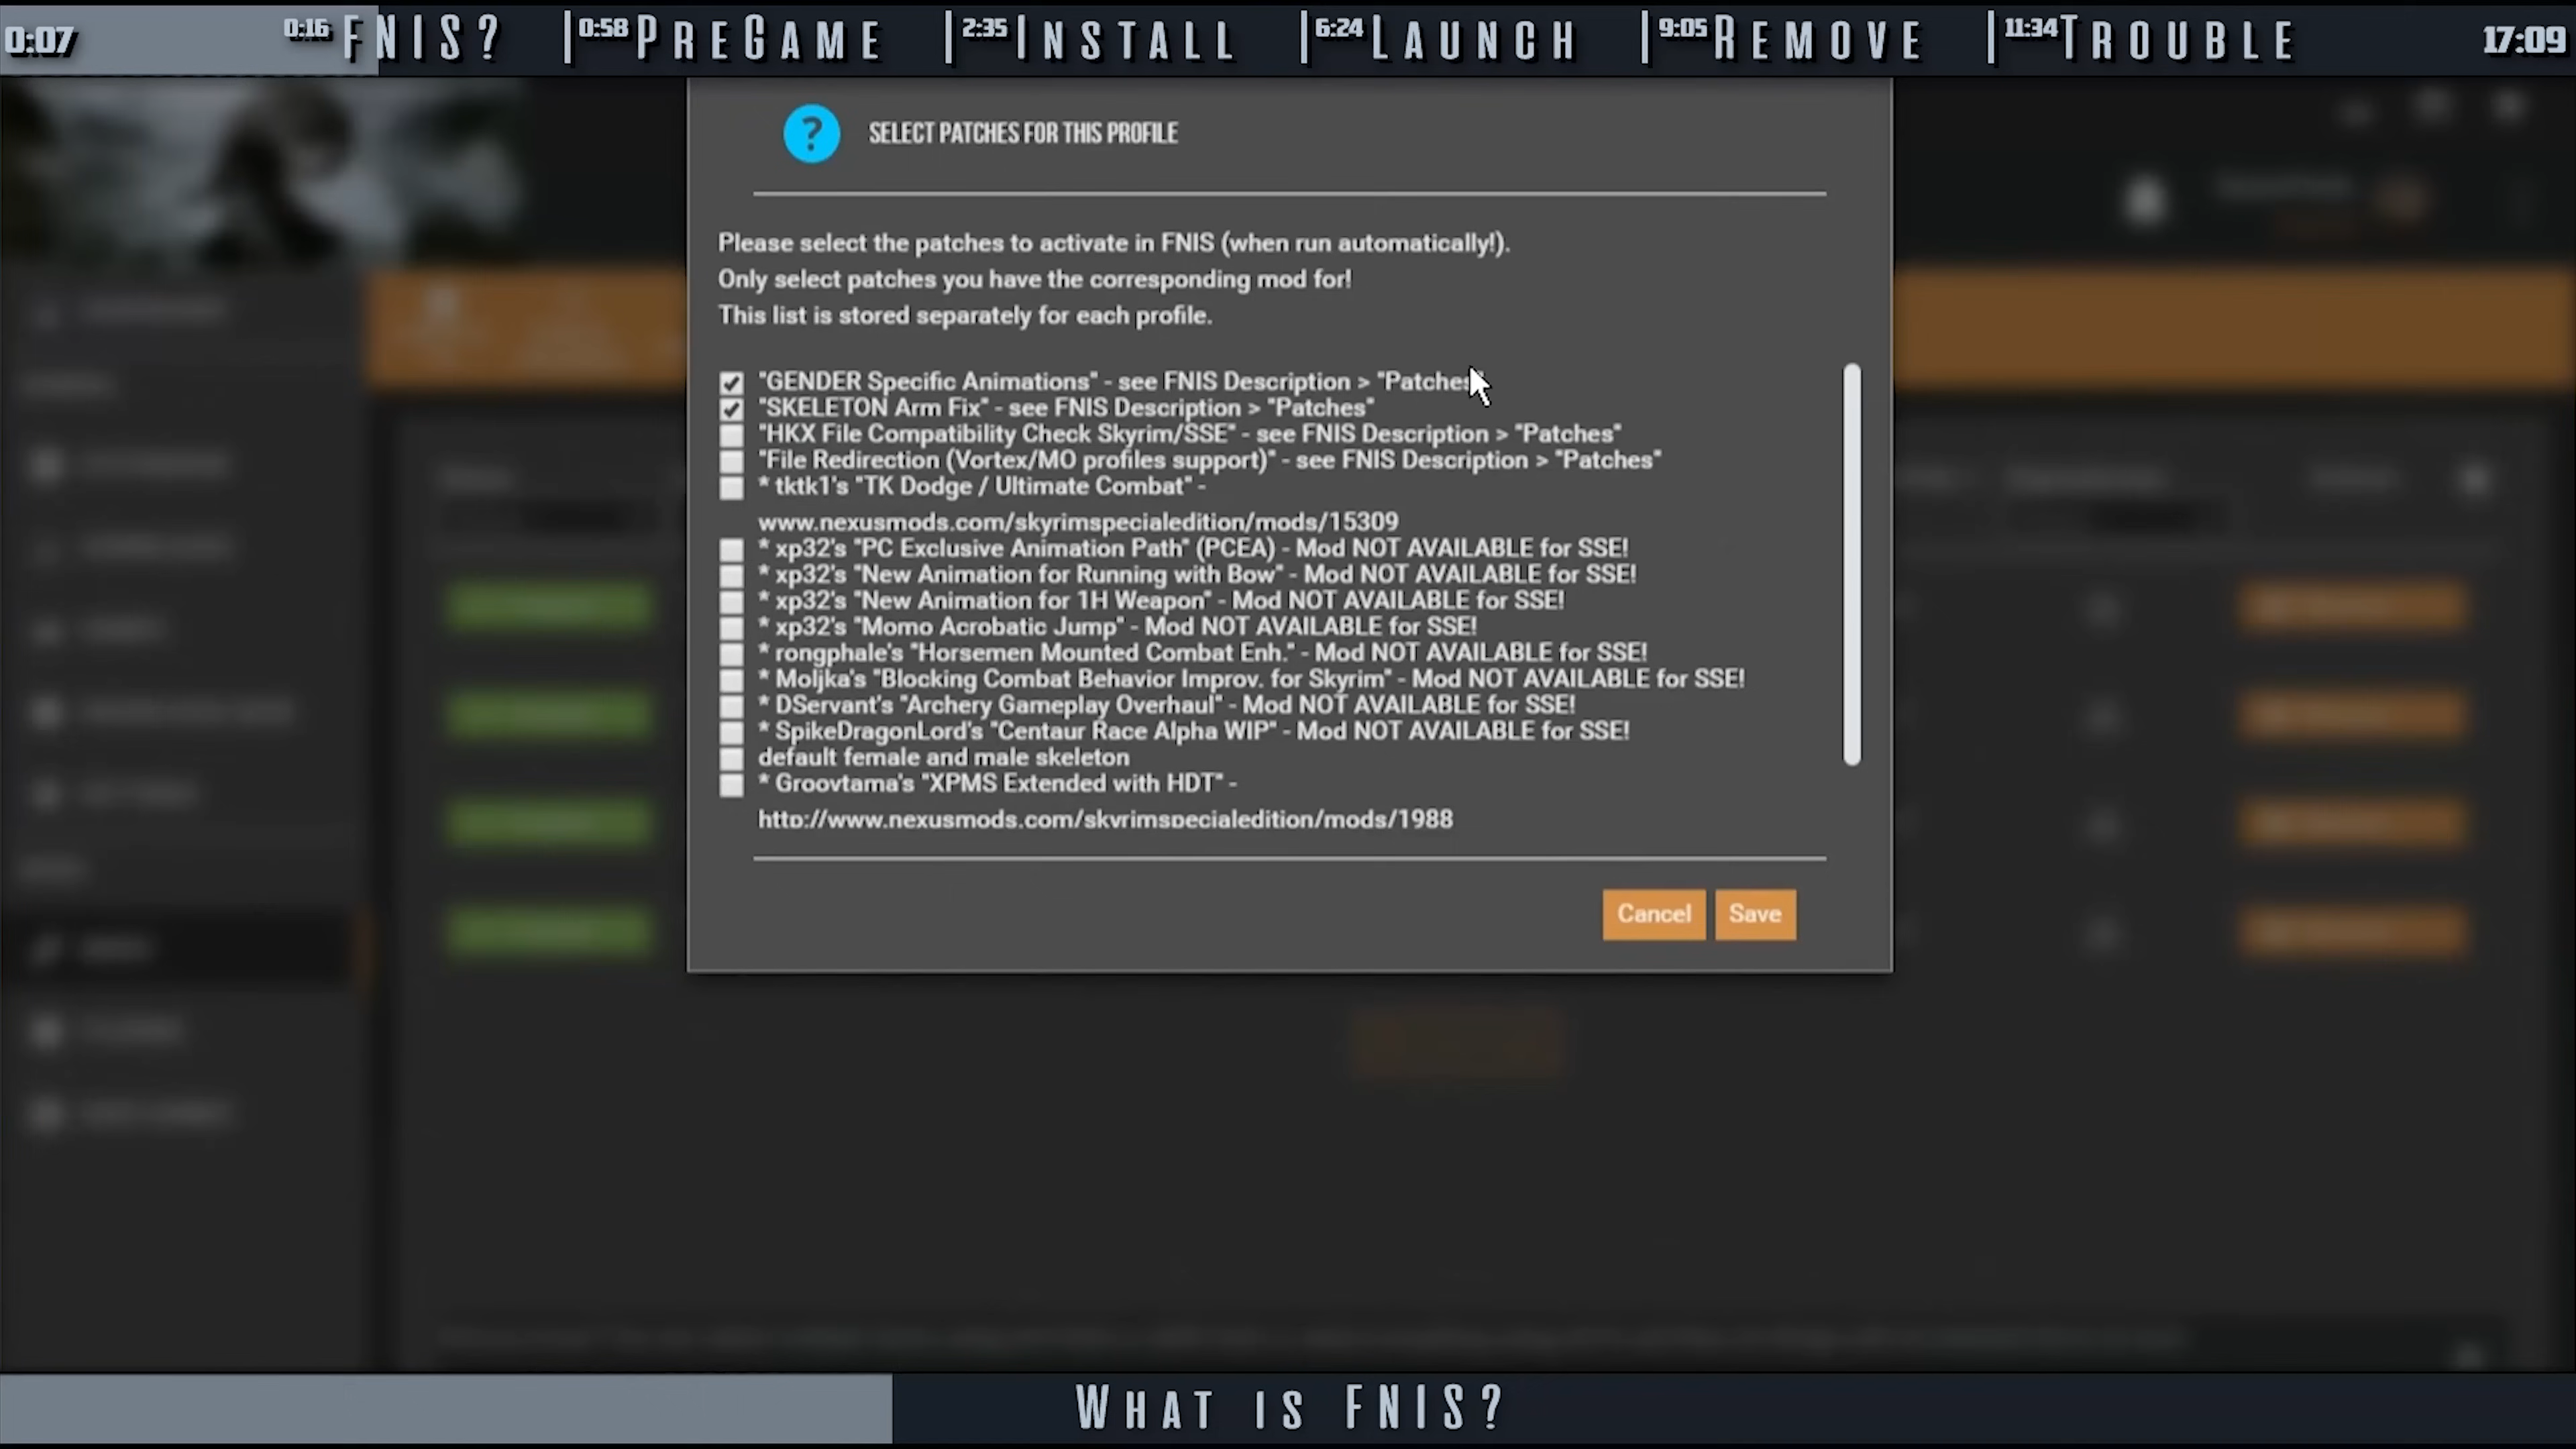 0:07 0:16 FNIS? 0:58 PREGAME 2:35 INSTALL 6:24 LAUNCH 9:05 REMOVE 11:34 TROUBLE 17:09
? SELECT PATCHES FOR THIS PROFILE
Please select the patches to activate in FNIS (when run automatically!).
Only select patches you have the corresponding mod for!
This list is stored separately for each profile.
"GENDER Specific Animations" - see FNIS Description > "Patches"
"SKELETON Arm Fix" - see FNIS Description > "Patches"
"HKX File Compatibility Check Skyrim/SSE" - see FNIS Description > "Patches"
"File Redirection (Vortex/MO profiles support)" - see FNIS Description > "Patches"
* tktk1's "TK Dodge / Ultimate Combat" -
www.nexusmods.com/skyrimspecialedition/mods/15309
* xp32's "PC Exclusive Animation Path" (PCEA) - Mod NOT AVAILABLE for SSE!
* xp32's "New Animation for Running with Bow" - Mod NOT AVAILABLE for SSE!
* xp32's "New Animation for 1H Weapon" - Mod NOT AVAILABLE for SSE!
* xp32's "Momo Acrobatic Jump" - Mod NOT AVAILABLE for SSE!
* rongphale's "Horsemen Mounted Combat Enh." - Mod NOT AVAILABLE for SSE!
* Moljka's "Blocking Combat Behavior Improv. for Skyrim" - Mod NOT AVAILABLE for SSE!
* DServant's "Archery Gameplay Overhaul" - Mod NOT AVAILABLE for SSE!
* SpikeDragonLord's "Centaur Race Alpha WIP" - Mod NOT AVAILABLE for SSE!
default female and male skeleton
* Groovtama's "XPMS Extended with HDT" -
http://www.nexusmods.com/skyrimspecialedition/mods/1988
Cancel Save
WHAT IS FNIS?